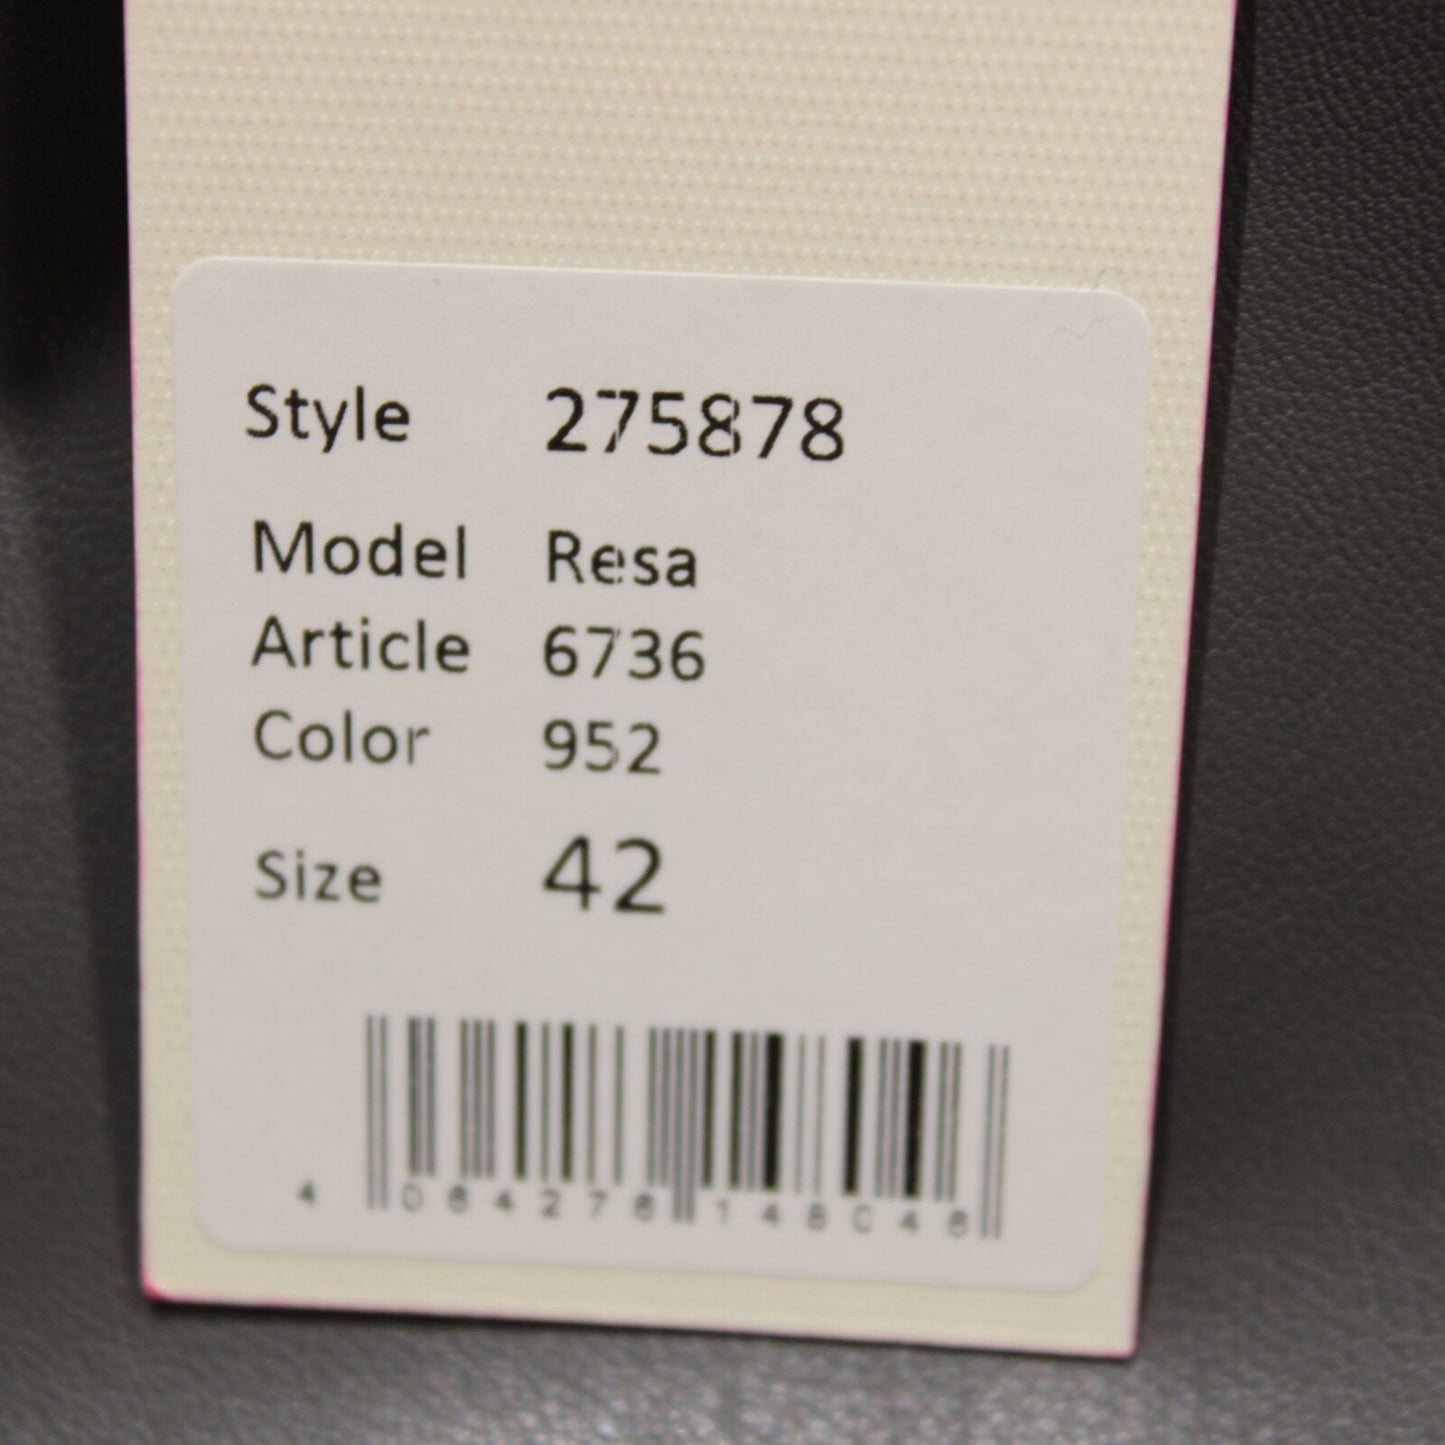 Style 275878
Model Resa
Article 6736
Color 952
Size 42
4 064276 148046